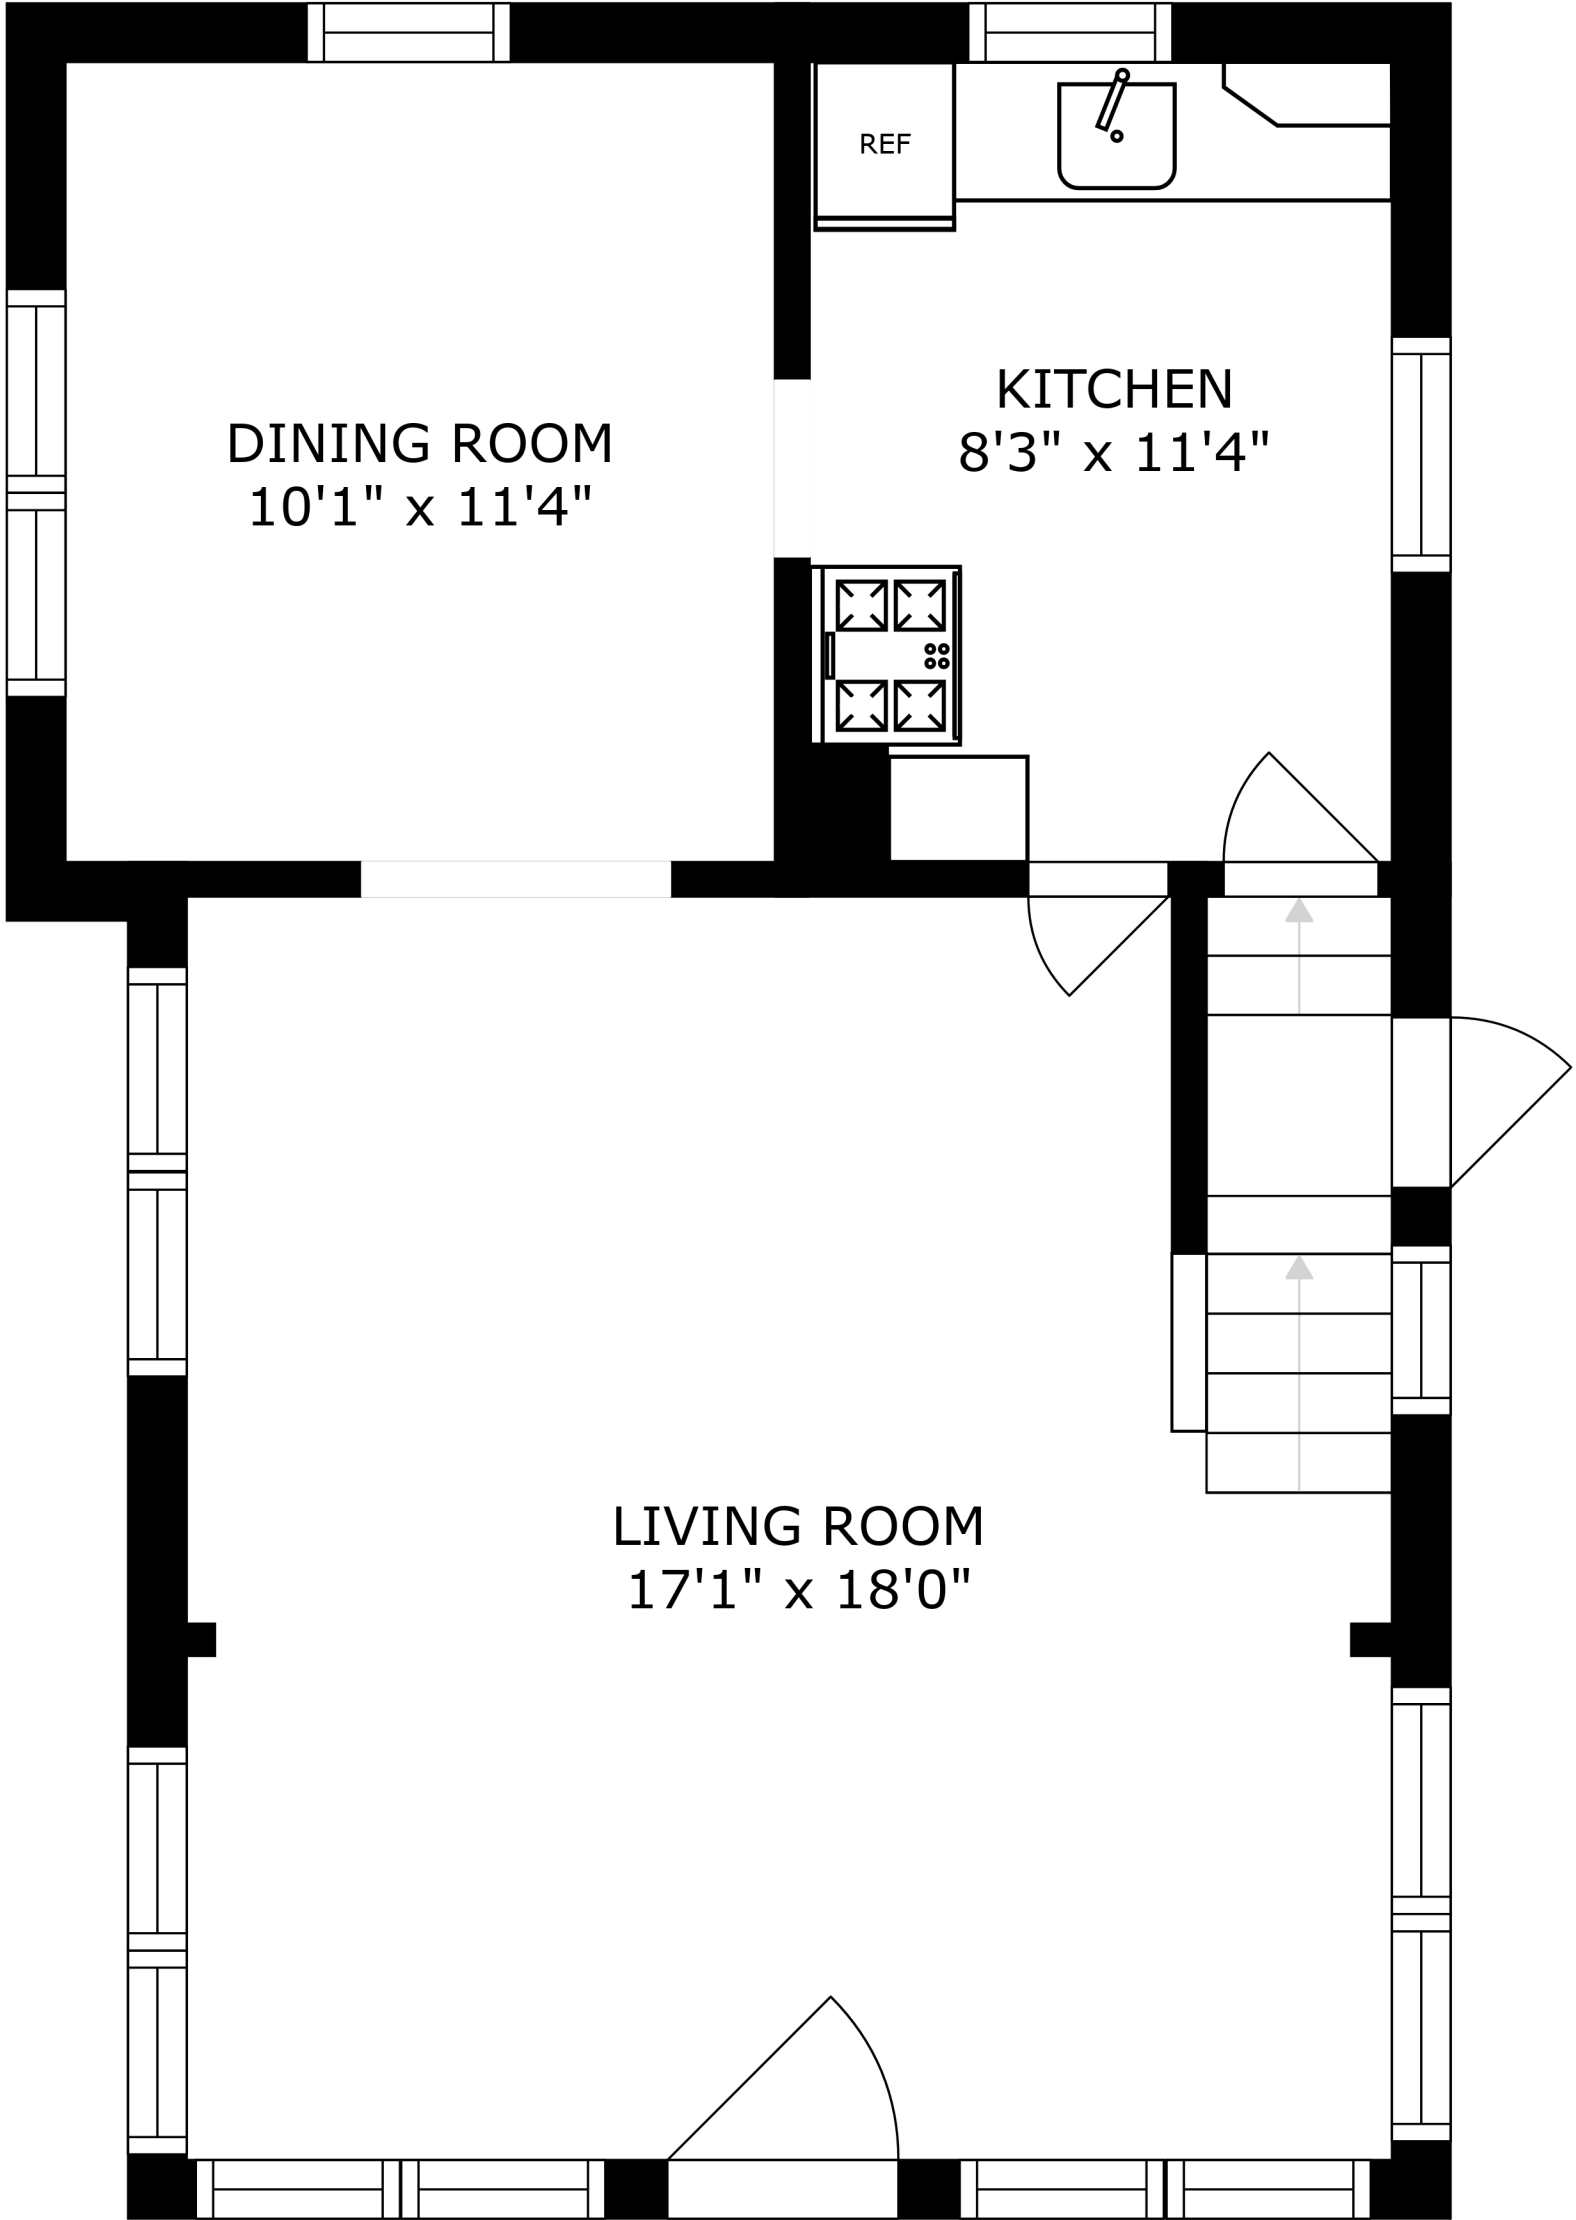 REF
KITCHEN
8'3" x 11'4"
DINING ROOM
10'1" x 11'4"
LIVING ROOM
17'1" x 18'0"